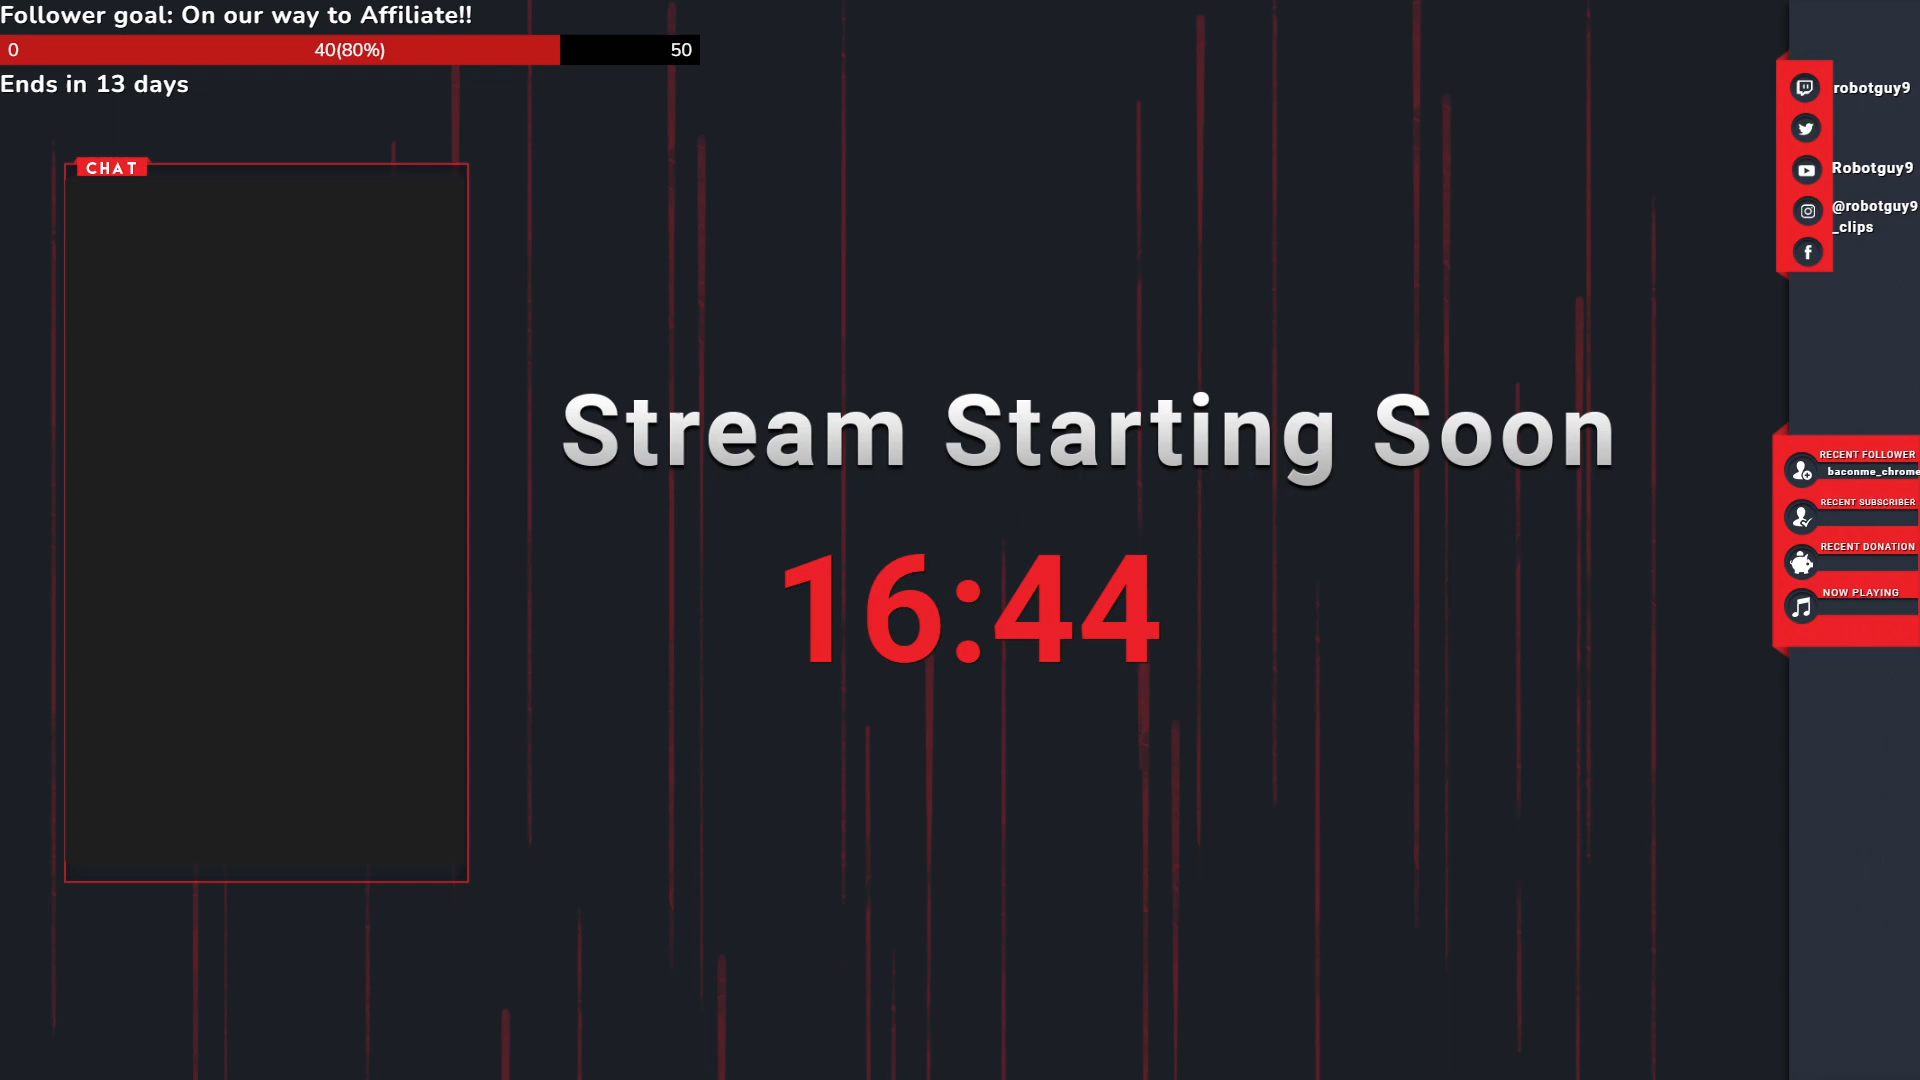 Follower goal: On our way to Affiliate!!
0 40(80%) 50
Ends in 13 days
CHAT
Stream Starting Soon
16:44
robotguy9
Robotguy9
@robotguy9
_clips
RECENT FOLLOWER
baconme_chrome
RECENT SUBSCRIBER
RECENT DONATION
NOW PLAYING